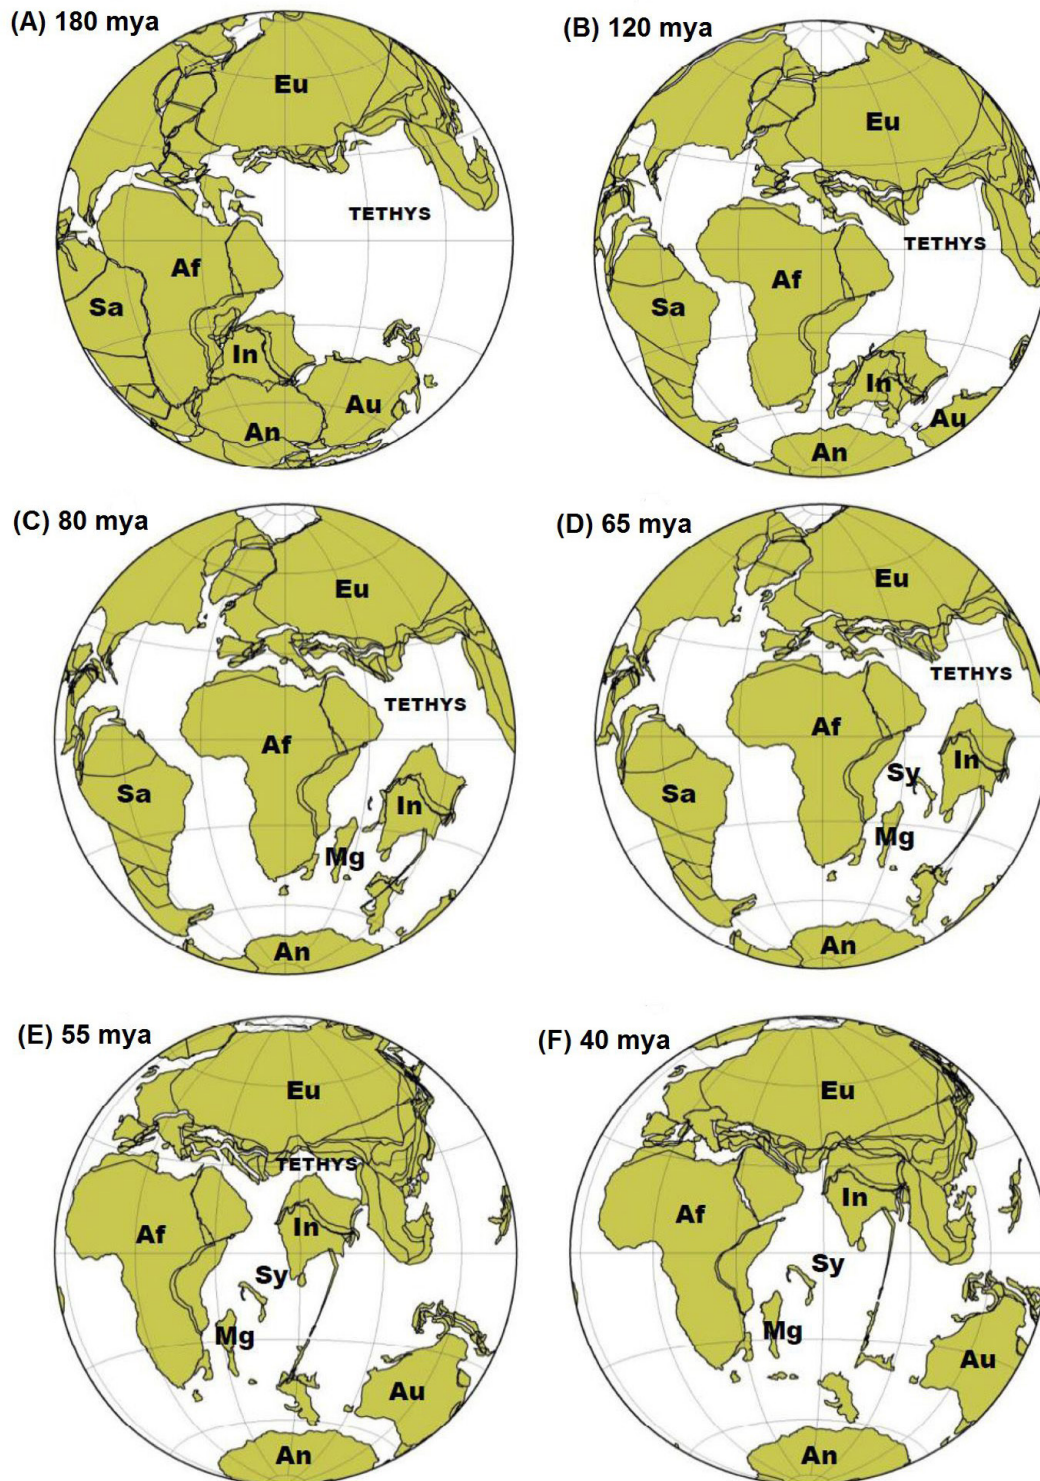 (A) 180 mya
Eu
TETHYS
Af
Sa
In
Au
An
(B) 120 mya
Eu
TETHYS
Af
Sa
In
Au
An
(C) 80 mya
Eu
TETHYS
Af
Sa
In
Mg
An
(D) 65 mya
Eu
TETHYS
Af
Sy
In
Sa
Mg
An
(E) 55 mya
Eu
TETHYS
Af
In
Sy
Mg
Au
An
(F) 40 mya
Eu
In
Af
Sy
Mg
Au
An